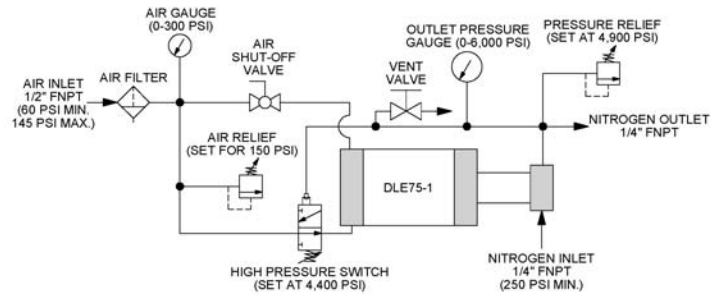 AIR GAUGE
(0-300 PSI)
AIR
SHUT-OFF
VALVE
OUTLET PRESSURE
GAUGE (0-6,000 PSI)
PRESSURE RELIEF
(SET AT 4,900 PSI)
VENT
VALVE
AIR FILTER
AIR INLET
1/2" FNPT
(60 PSI MIN.
145 PSI MAX.)
AIR RELIEF
(SET FOR 150 PSI)
NITROGEN OUTLET
1/4" FNPT
DLE75-1
HIGH PRESSURE SWITCH
(SET AT 4,400 PSI)
NITROGEN INLET
1/4" FNPT
(250 PSI MIN.)